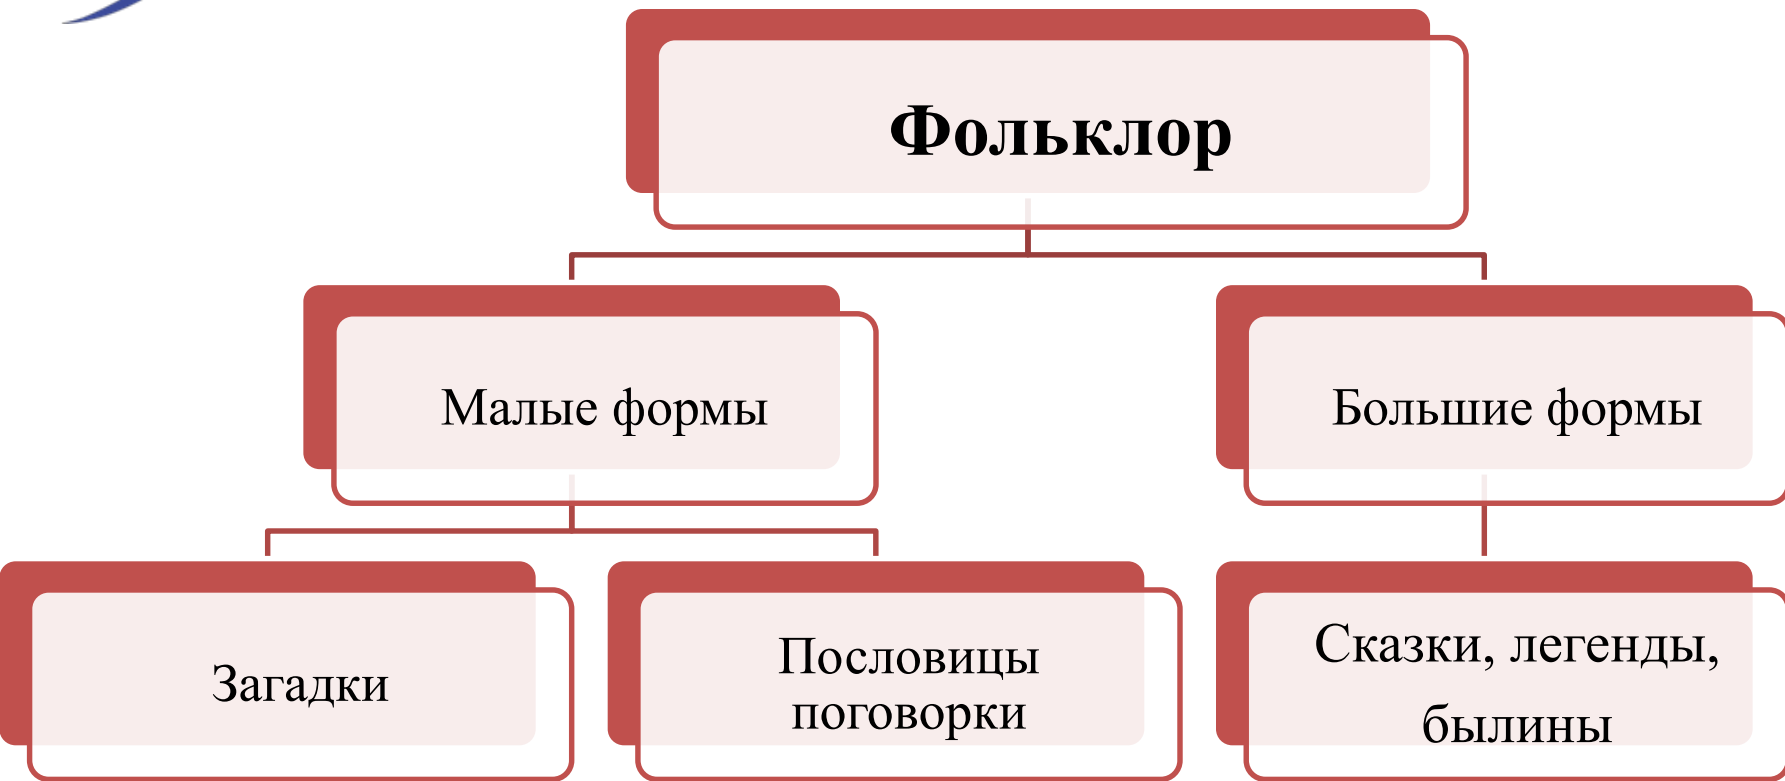 Фольклор
Малые формы
Большие формы
Загадки
Пословицы
поговорки
Сказки, легенды,
былины